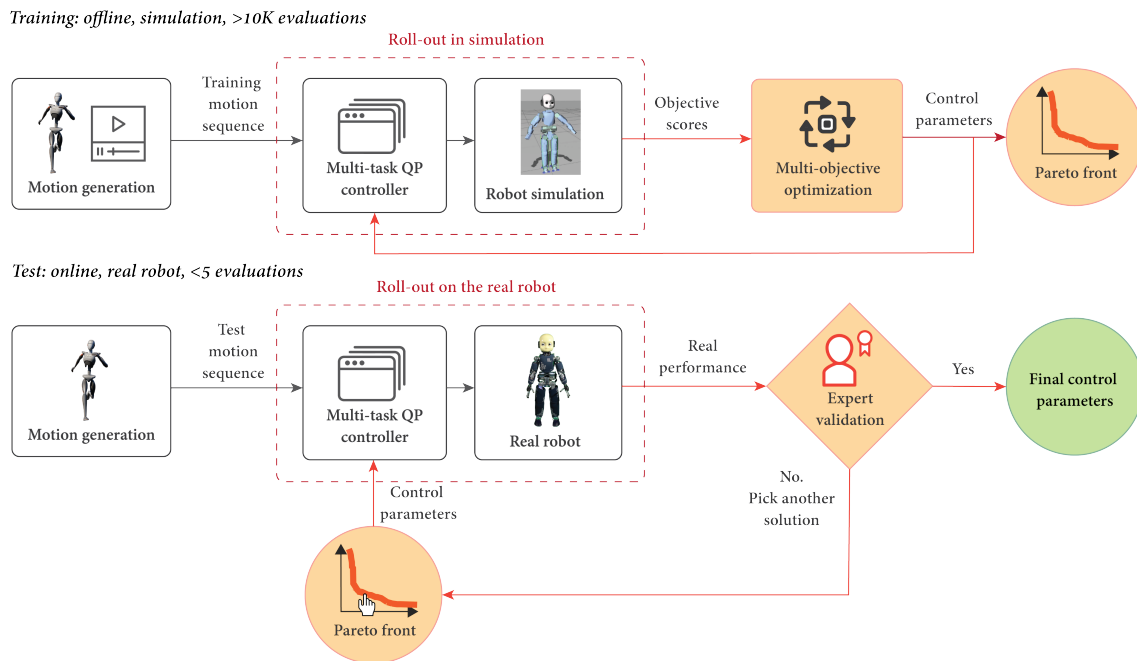 Training: offline, simulation, >10K evaluations
Roll-out in simulation
Training
motion
sequence
Motion generation
Multi-task QP
controller
Robot simulation
Objective
scores
Multi-objective
optimization
Control
parameters
Pareto front
Test: online, real robot, <5 evaluations
Roll-out on the real robot
Test
motion
sequence
Motion generation
Multi-task QP
controller
Real robot
Real
performance
Expert
validation
Yes
Final control
parameters
No.
Pick another
solution
Control
parameters
Pareto front